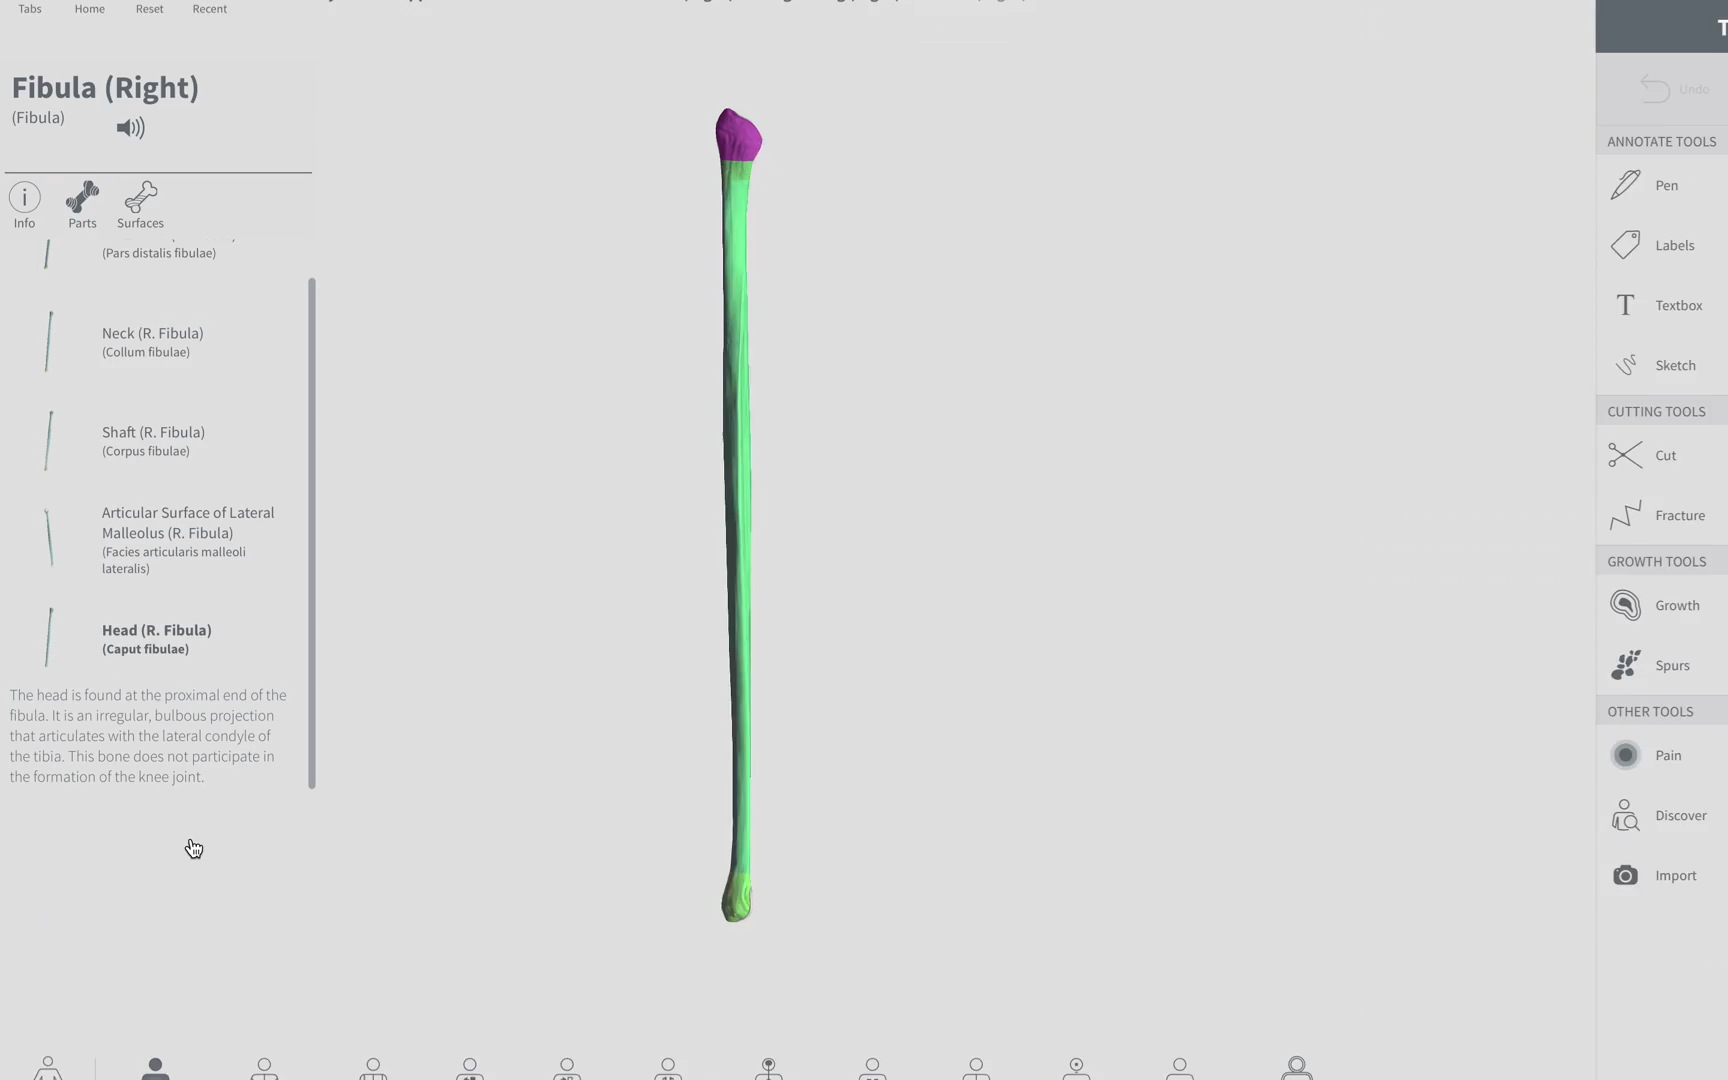 Tabs
Home
Reset
Recent
Fibula (Right)
(Fibula)
i
Info
Parts
Surfaces
(Pars distalis fibulae)
Neck (R. Fibula)
(Collum fibulae)
Shaft (R. Fibula)
(Corpus fibulae)
Articular Surface of Lateral
Malleolus (R. Fibula)
(Facies articularis malleoli
lateralis)
Head (R. Fibula)
(Caput fibulae)
The head is found at the proximal end of the
fibula. It is an irregular, bulbous projection
that articulates with the lateral condyle of
the tibia. This bone does not participate in
the formation of the knee joint.
Undo
ANNOTATE TOOLS
Pen
Labels
T Textbox
Sketch
CUTTING TOOLS
Cut
Fracture
GROWTH TOOLS
Growth
Spurs
OTHER TOOLS
Pain
Discover
Import